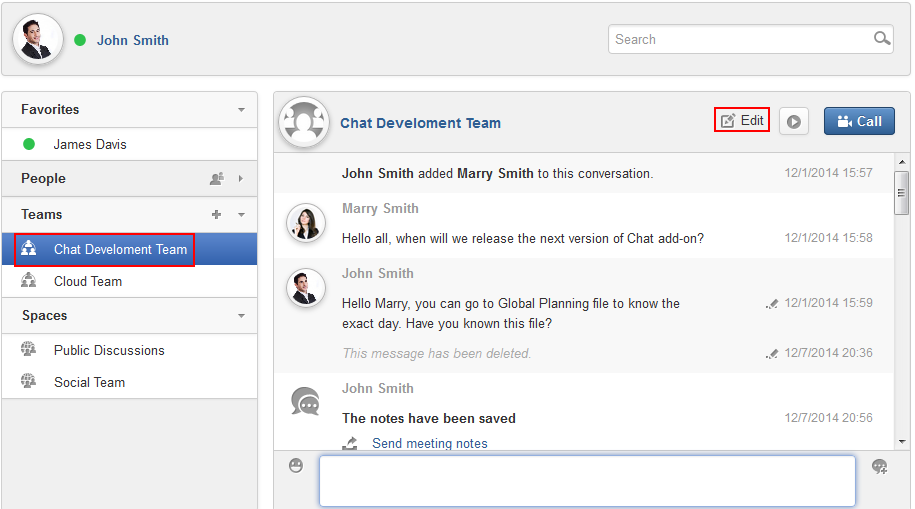 John Smith
Search
Favorites
James Davis
People
Teams
Chat Develoment Team
Cloud Team
Spaces
Public Discussions
Social Team
Chat Develoment Team
Edit
Call
John Smith added Marry Smith to this conversation. 12/1/2014 15:57
Marry Smith
Hello all, when will we release the next version of Chat add-on? 12/1/2014 15:58
John Smith
Hello Marry, you can go to Global Planning file to know the 12/1/2014 15:59
exact day. Have you known this file?
This message has been deleted. 12/7/2014 20:36
John Smith
The notes have been saved 12/7/2014 20:56
Send meeting notes